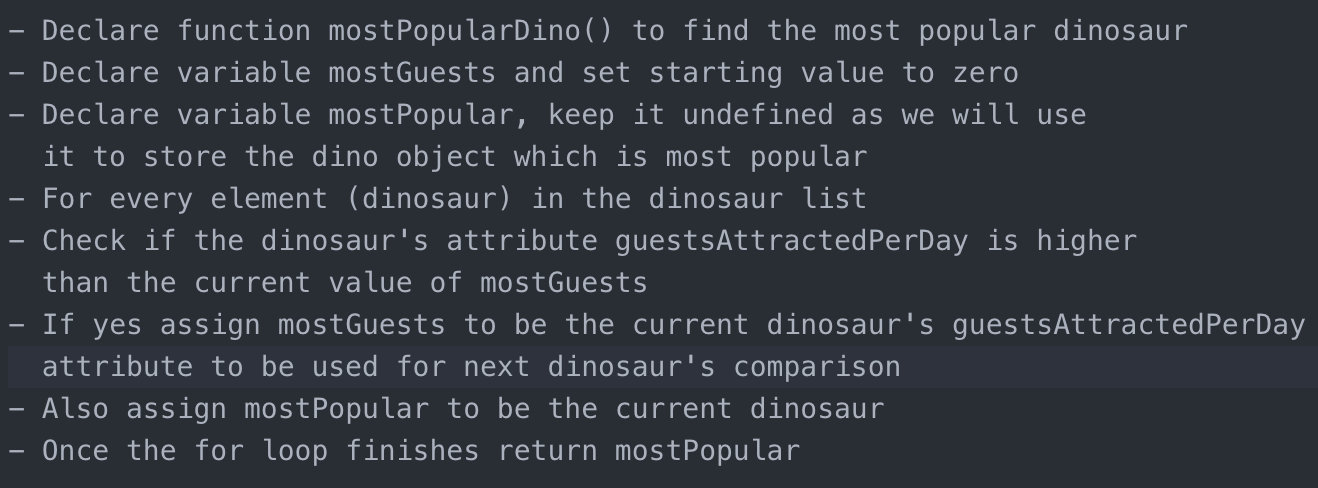 - Declare function mostPopularDino() to find the most popular dinosaur
- Declare variable mostGuests and set starting value to zero
- Declare variable mostPopular, keep it undefined as we will use
  it to store the dino object which is most popular
- For every element (dinosaur) in the dinosaur list
- Check if the dinosaur's attribute guestsAttractedPerDay is higher
  than the current value of mostGuests
- If yes assign mostGuests to be the current dinosaur's guestsAttractedPerDay
  attribute to be used for next dinosaur's comparison
- Also assign mostPopular to be the current dinosaur
- Once the for loop finishes return mostPopular